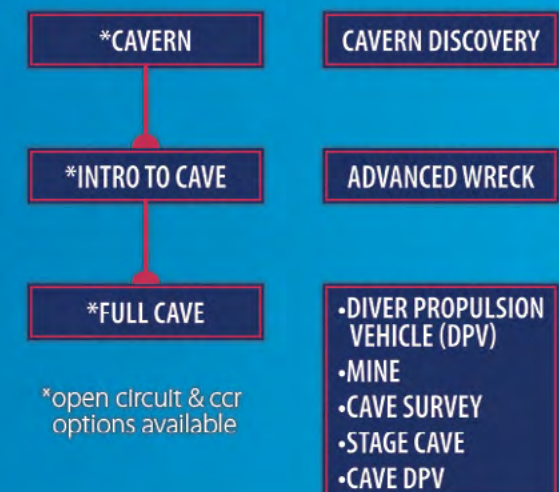 *CAVERN
CAVERN DISCOVERY
*INTRO TO CAVE
ADVANCED WRECK
*FULL CAVE
*open circuit & ccr
options available
•DIVER PROPULSION
VEHICLE (DPV)
•MINE
•CAVE SURVEY
•STAGE CAVE
•CAVE DPV